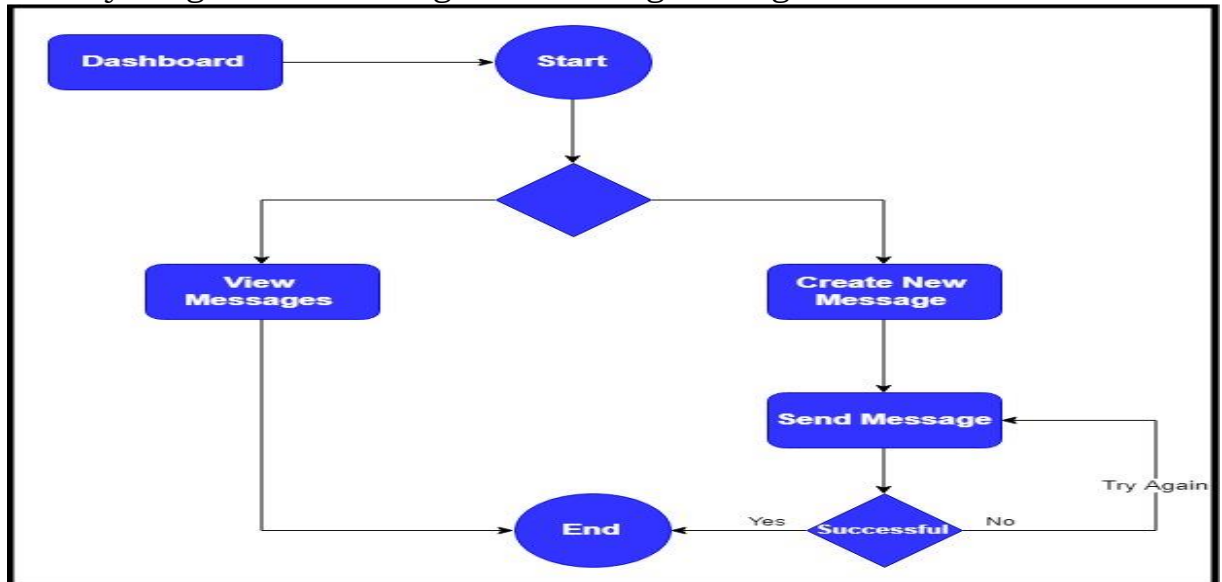 Dashboard
Start
View
Messages
Create New
Message
Send Message
Try Again
End
Yes
Successful
No